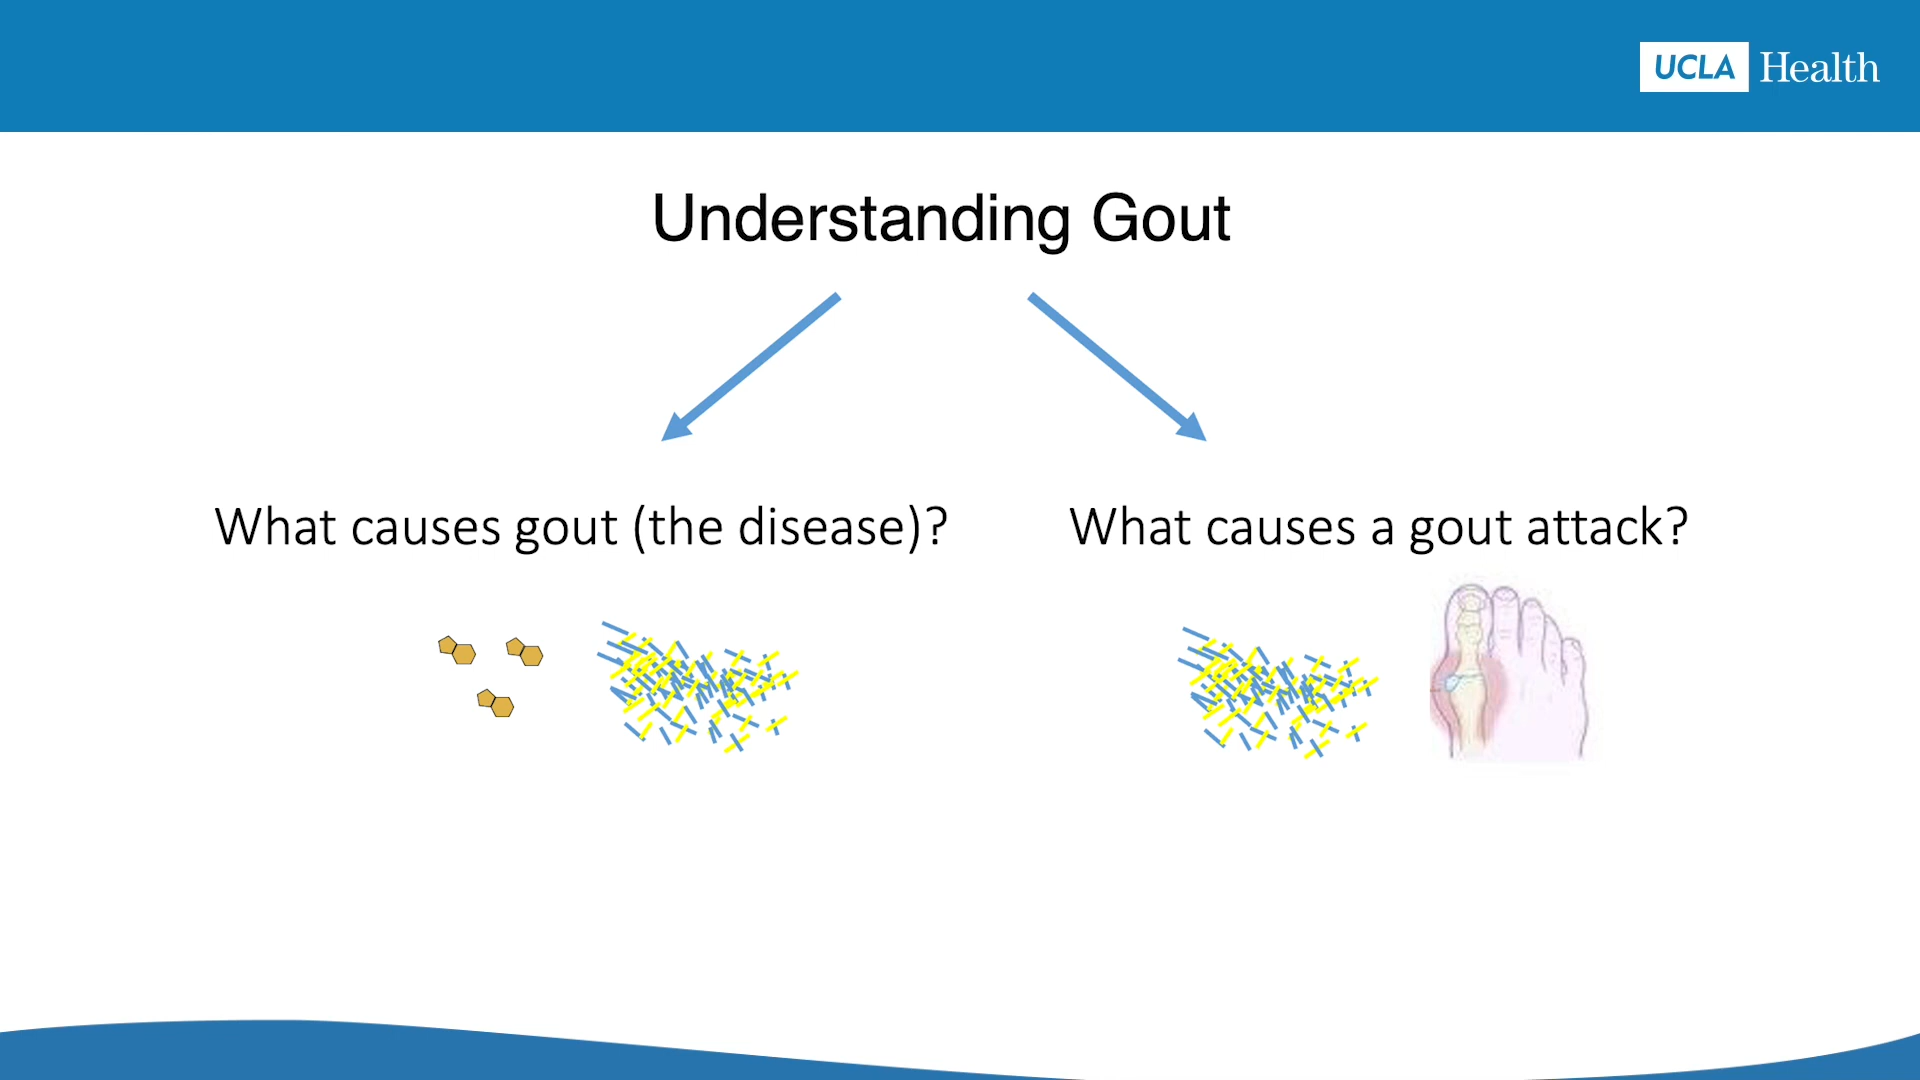 UCLA Health
Understanding Gout
What causes gout (the disease)?
What causes a gout attack?